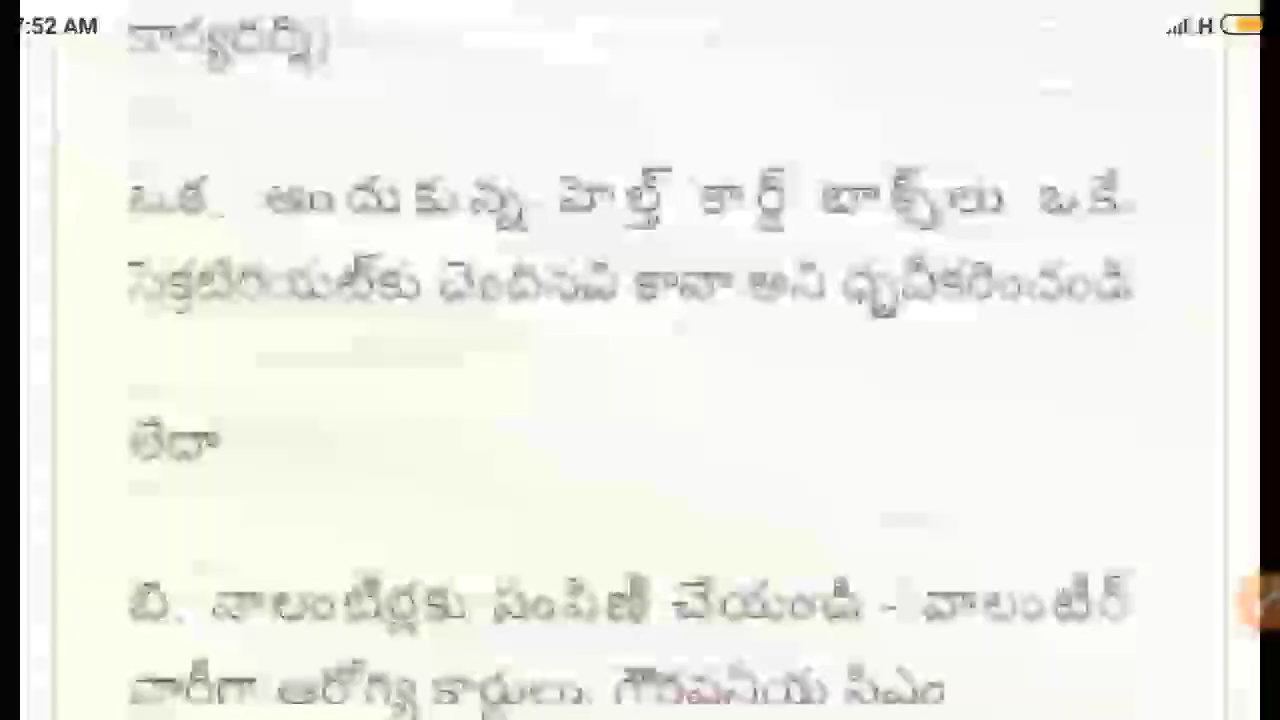 7:52 AM
H
కార్యదర్శి)
ఒక. అందుకున్న హెల్త్ కార్డ్ బాక్స్‌లు ఒకే
సెక్రటేరియట్‌కు చెందినవి కాదా అని ధృవీకరించండి
లేదా
బి. వాలంటీర్లకు పంపిణీ చేయండి - వాలంటీర్
వారీగా ఆరోగ్య కార్డులు. గౌరవనీయ సిఎం